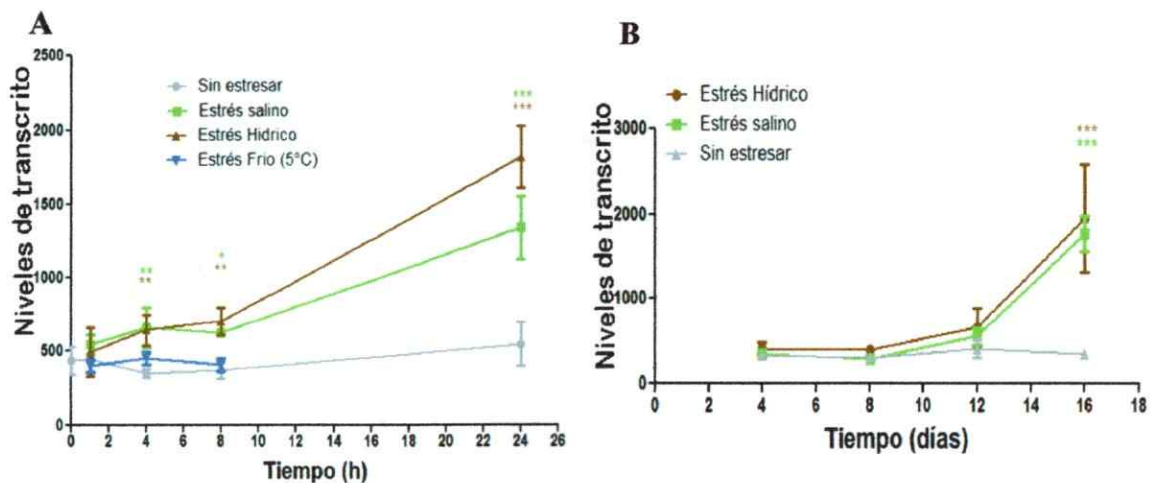 A
Niveles de transcrito
2500
2000
1500
1000
500
0
Sin estresar
Estrés salino
Estrés Hidrico
Estrés Frio (5°C)
**
**
*
**
***
***
0 2 4 6 8 10 12 14 16 18 20 22 24 26
Tiempo (h)
B
Niveles de transcrito
3000
2000
1000
0
Estrés Hídrico
Estrés salino
Sin estresar
***
***
0 2 4 6 8 10 12 14 16 18
Tiempo (días)